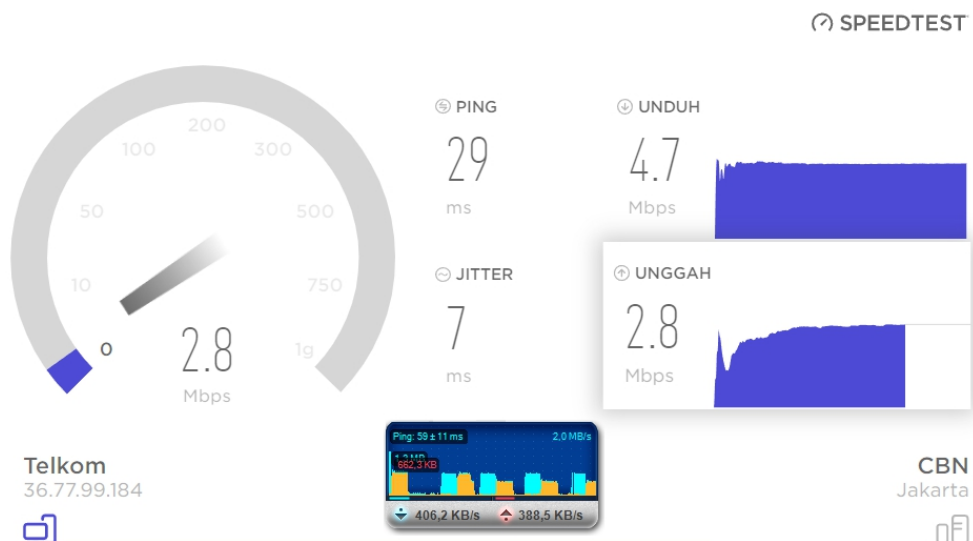 SPEEDTEST
PING
29
ms
UNDUH
4.7
Mbps
JITTER
7
ms
UNGGAH
2.8
Mbps
0
10
50
100
200
300
500
750
1g
2.8
Mbps
Telkom
36.77.99.184
Ping: 59 ± 11 ms
2,0 MB/s
662,3 KB
406,2 KB/s
388,5 KB/s
CBN
Jakarta